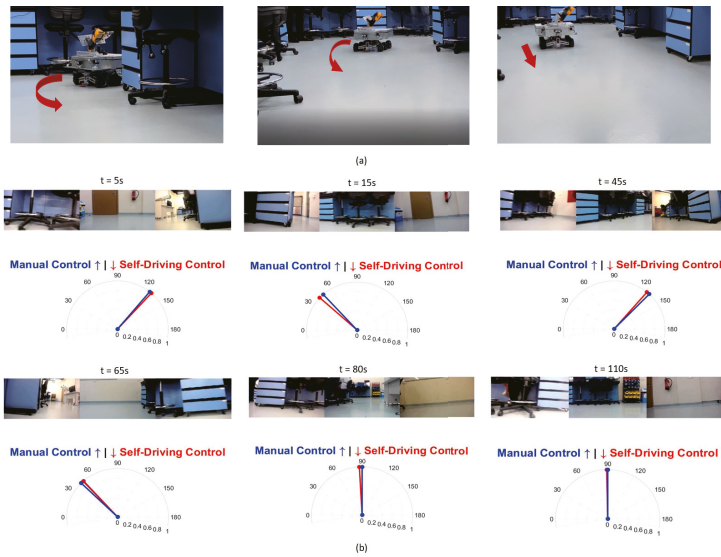 (a)
t = 5s
t = 15s
t = 45s
Manual Control ↑ | ↓ Self-Driving Control
Manual Control ↑ | ↓ Self-Driving Control
Manual Control ↑ | ↓ Self-Driving Control
90
60 120
30 150
0 180
0 0.2 0.4 0.6 0.8 1
90
60 120
30 150
0 180
0 0.2 0.4 0.6 0.8 1
90
60 120
30 150
0 180
0 0.2 0.4 0.6 0.8 1
t = 65s
t = 80s
t = 110s
Manual Control ↑ | ↓ Self-Driving Control
Manual Control ↑ | ↓ Self-Driving Control
Manual Control ↑ | ↓ Self-Driving Control
90
60 120
30 150
0 180
0 0.2 0.4 0.6 0.8 1
90
60 120
30 150
0 180
0 0.2 0.4 0.6 0.8 1
90
60 120
30 150
0 180
0 0.2 0.4 0.6 0.8 1
(b)